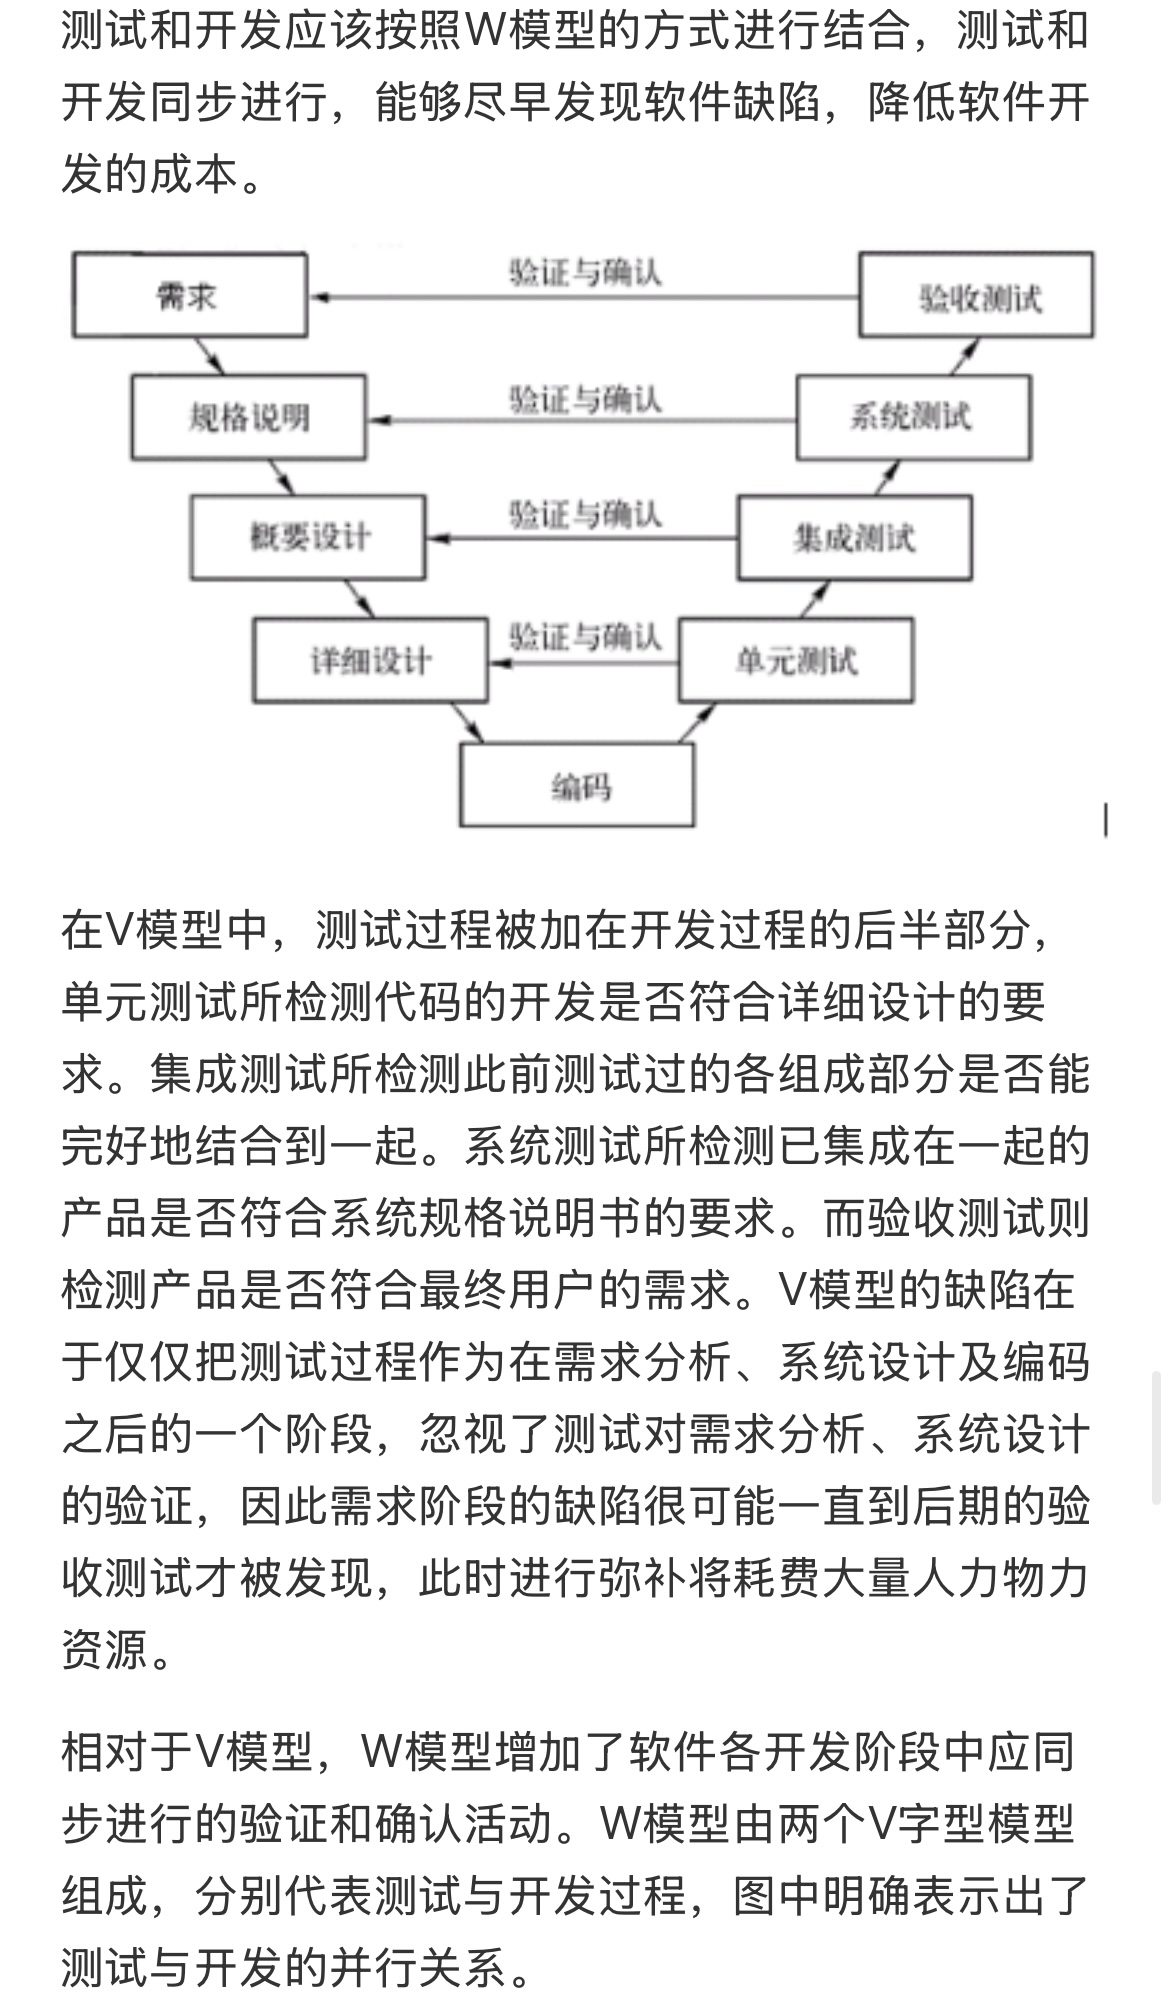 测试和开发应该按照W模型的方式进行结合，测试和
开发同步进行，能够尽早发现软件缺陷，降低软件开
发的成本。
需求
验证与确认
验收测试
规格说明
验证与确认
系统测试
概要设计
验证与确认
集成测试
详细设计
验证与确认
单元测试
编码
在V模型中，测试过程被加在开发过程的后半部分，
单元测试所检测代码的开发是否符合详细设计的要
求。集成测试所检测此前测试过的各组成部分是否能
完好地结合到一起。系统测试所检测已集成在一起的
产品是否符合系统规格说明书的要求。而验收测试则
检测产品是否符合最终用户的需求。V模型的缺陷在
于仅仅把测试过程作为在需求分析、系统设计及编码
之后的一个阶段，忽视了测试对需求分析、系统设计
的验证，因此需求阶段的缺陷很可能一直到后期的验
收测试才被发现，此时进行弥补将耗费大量人力物力
资源。
相对于V模型，W模型增加了软件各开发阶段中应同
步进行的验证和确认活动。W模型由两个V字型模型
组成，分别代表测试与开发过程，图中明确表示出了
测试与开发的并行关系。